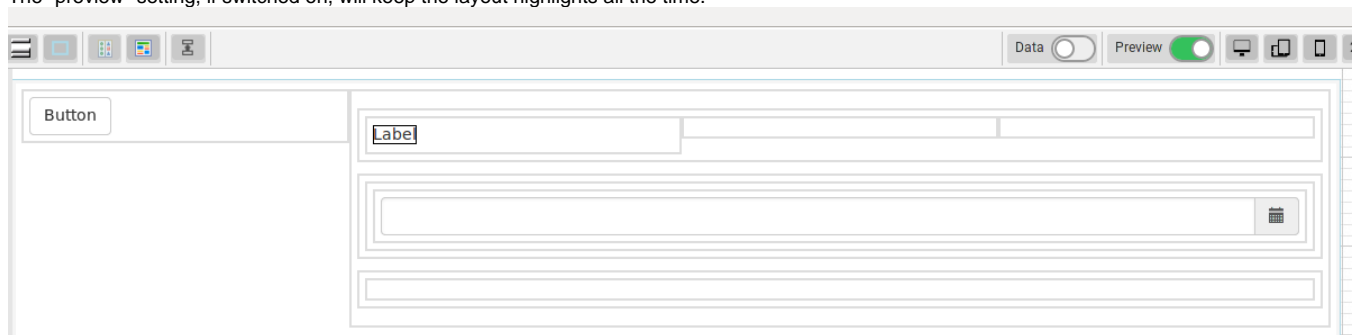 The "preview" setting, if switched on, will keep the layout highlights all the time.
Data Preview
Button
Label